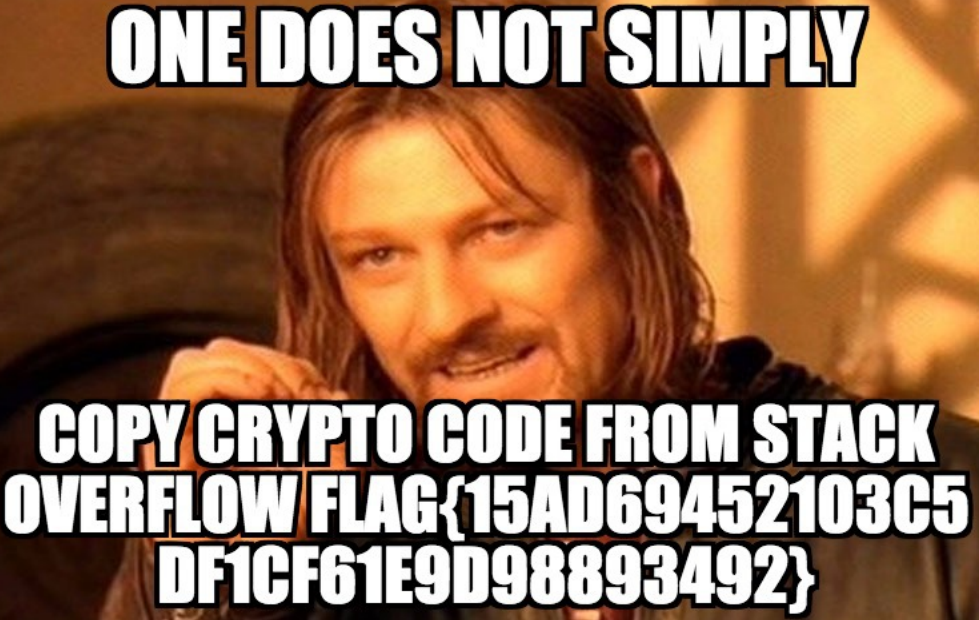 ONE DOES NOT SIMPLY
COPY CRYPTO CODE FROM STACK
OVERFLOW FLAG{15AD69452103C5
DF1CF61E9D98893492}